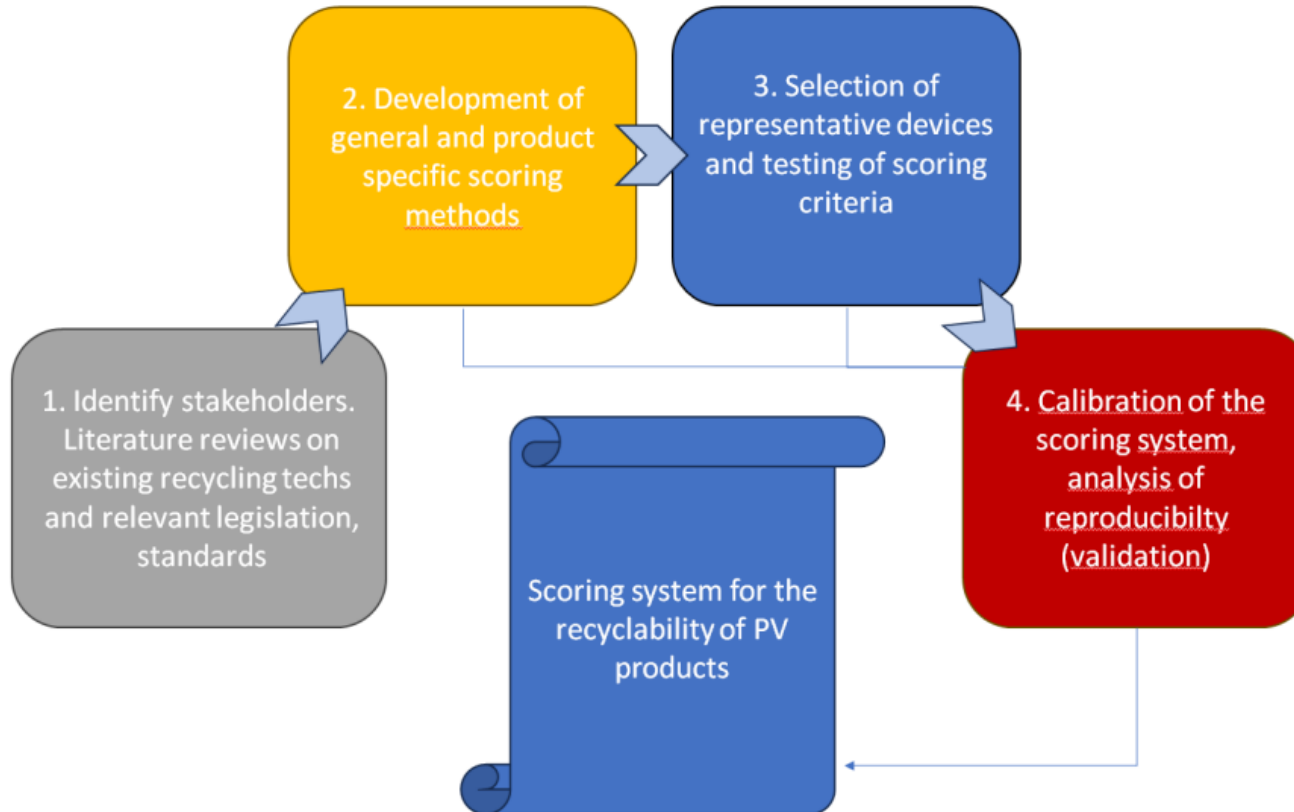 1. Identify stakeholders.
Literature reviews on
existing recycling techs
and relevant legislation,
standards
2. Development of
general and product
specific scoring
methods
3. Selection of
representative devices
and testing of scoring
criteria
4. Calibration of the
scoring system,
analysis of
reproducibilty
(validation)
Scoring system for the
recyclability of PV
products